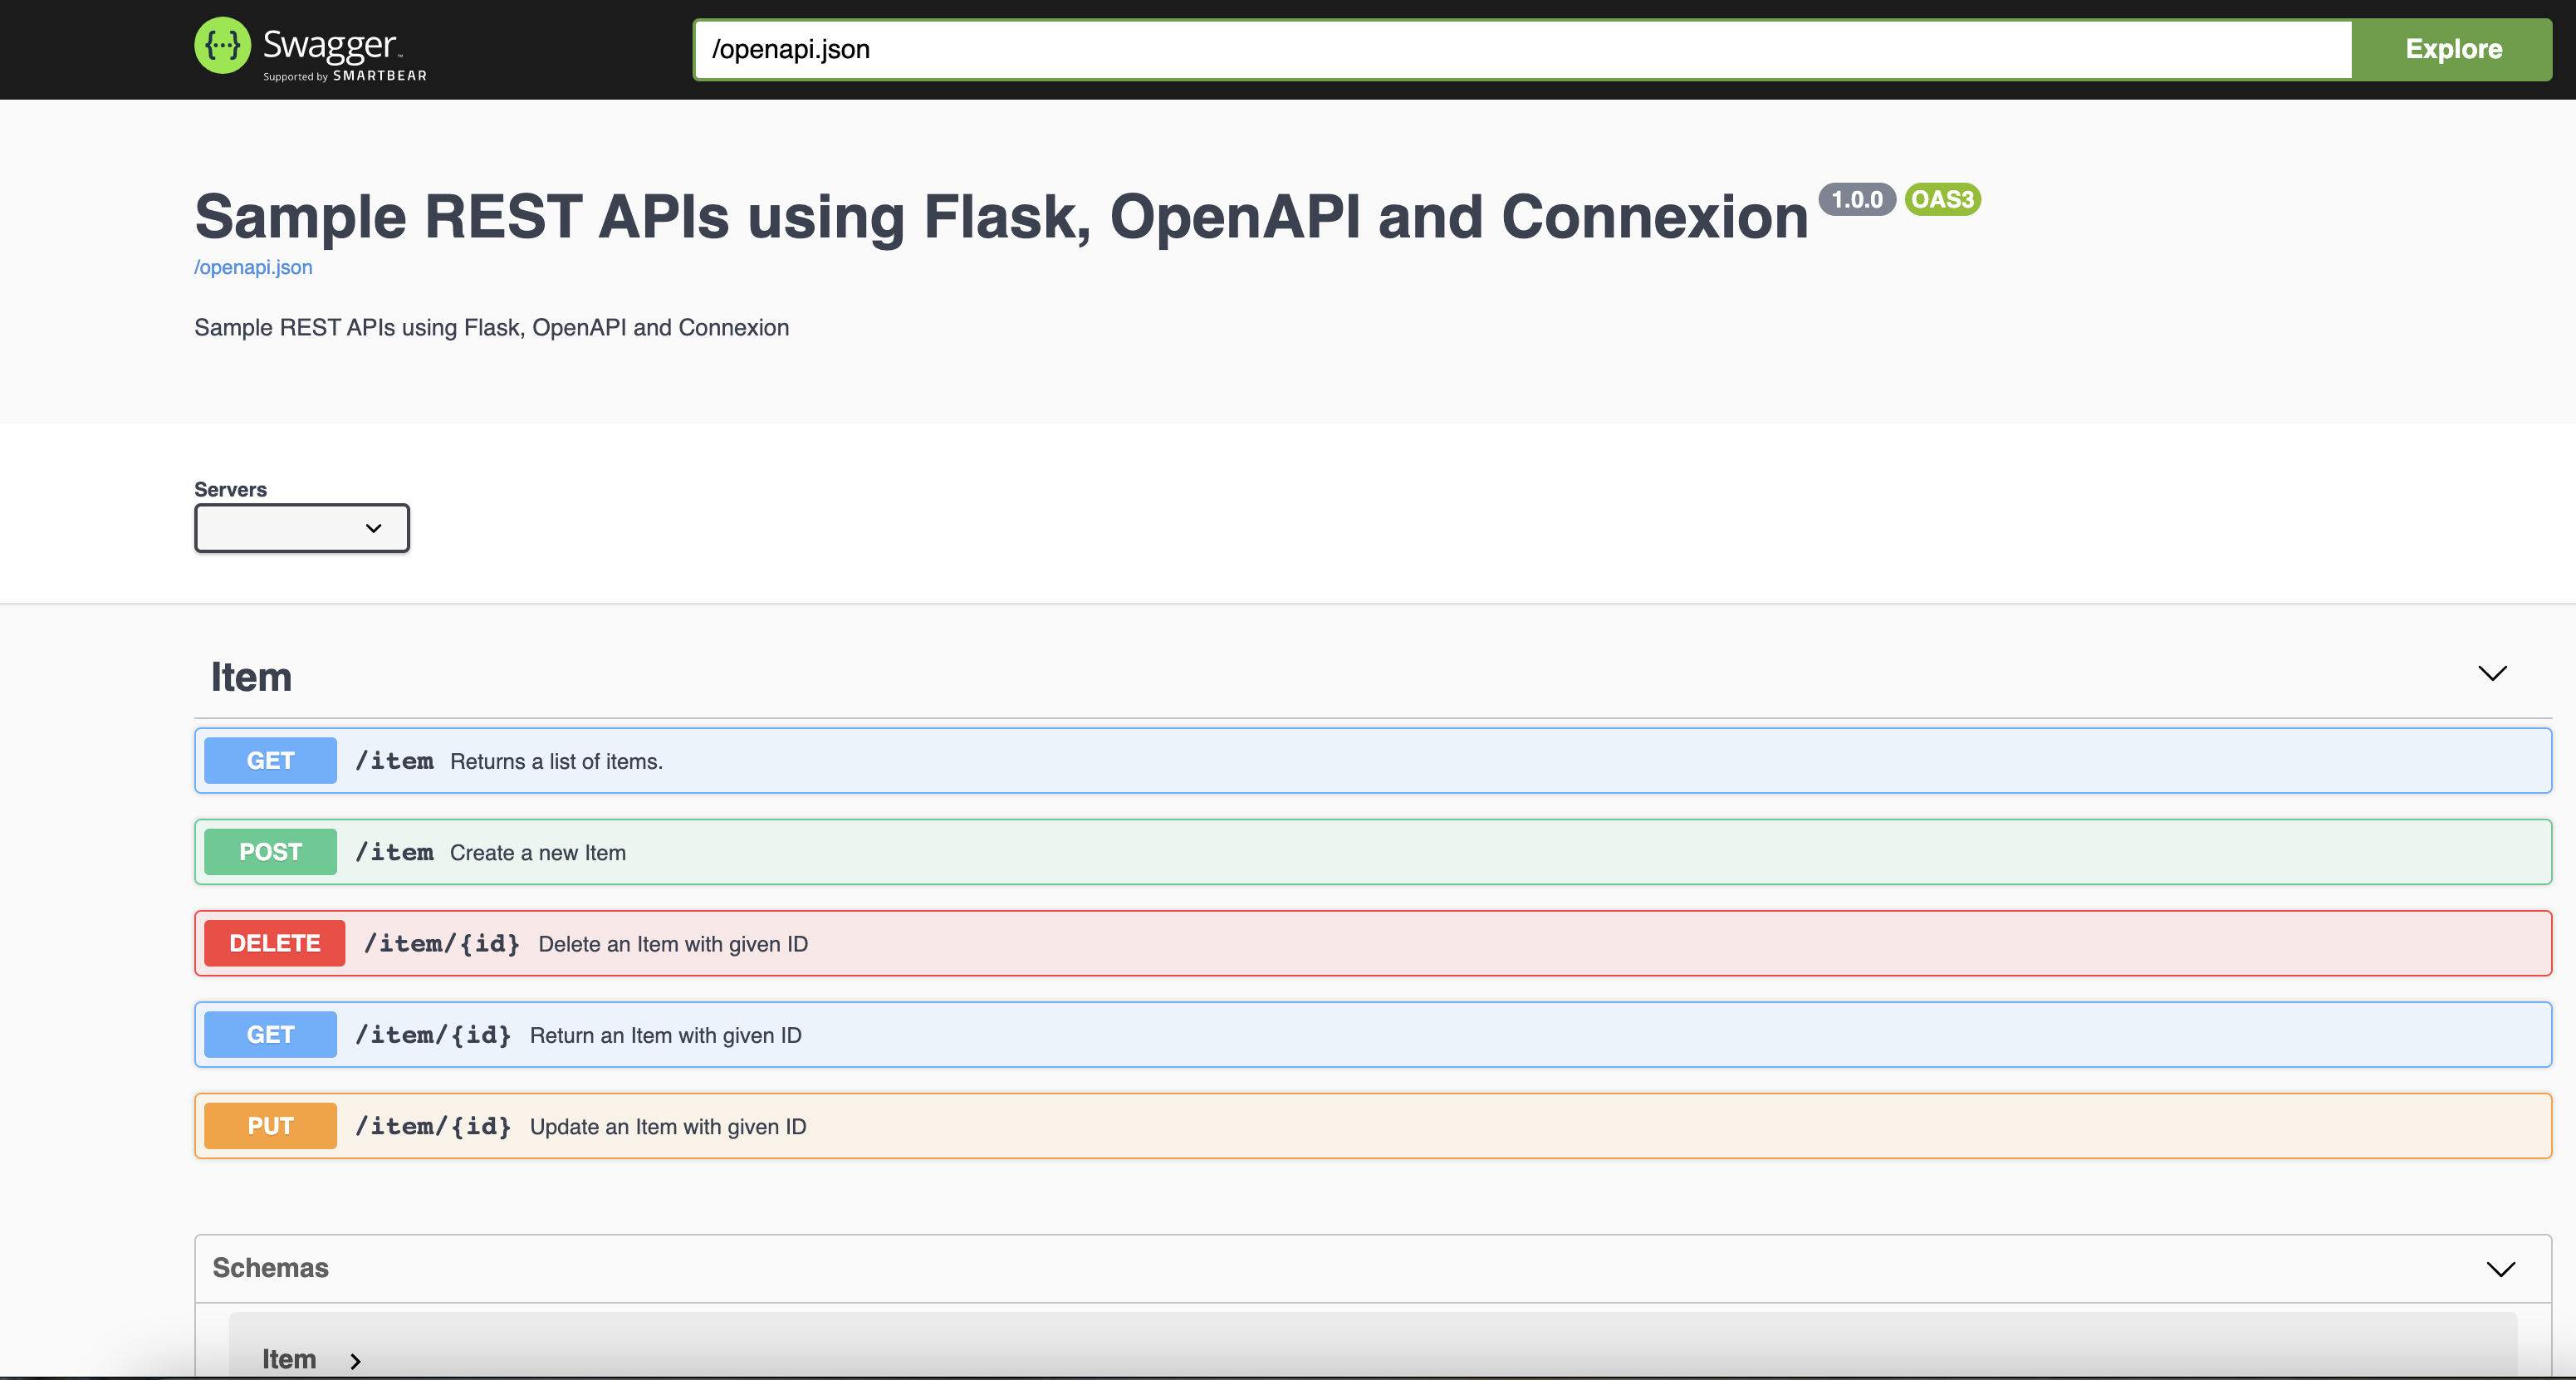 {···} Swagger™
Supported by SMARTBEAR
/openapi.json
Explore
Sample REST APIs using Flask, OpenAPI and Connexion 1.0.0 OAS3
/openapi.json
Sample REST APIs using Flask, OpenAPI and Connexion
Servers
Item
GET /item Returns a list of items.
POST /item Create a new Item
DELETE /item/{id} Delete an Item with given ID
GET /item/{id} Return an Item with given ID
PUT /item/{id} Update an Item with given ID
Schemas
Item